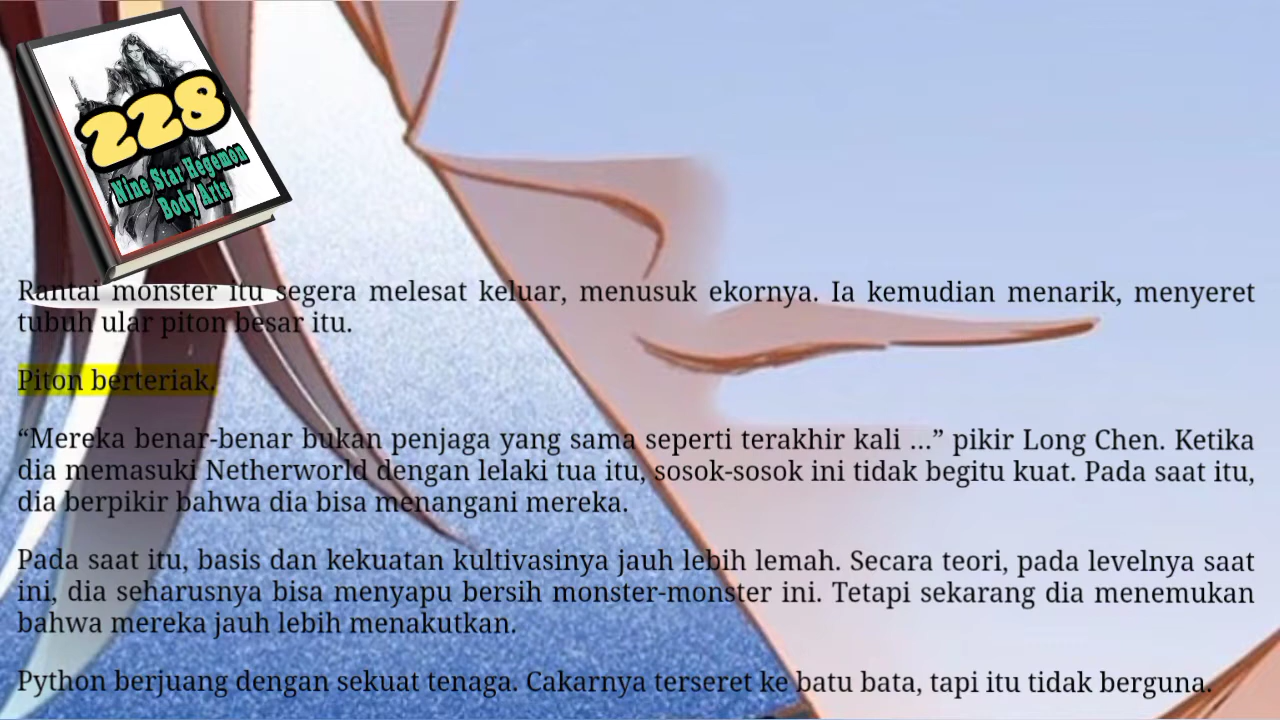 228
Nine Star Hegemon
Body Arts
Rantai monster itu segera melesat keluar, menusuk ekornya. Ia kemudian menarik, menyeret
tubuh ular piton besar itu.
Piton berteriak.
“Mereka benar-benar bukan penjaga yang sama seperti terakhir kali ...” pikir Long Chen. Ketika
dia memasuki Netherworld dengan lelaki tua itu, sosok-sosok ini tidak begitu kuat. Pada saat itu,
dia berpikir bahwa dia bisa menangani mereka.
Pada saat itu, basis dan kekuatan kultivasinya jauh lebih lemah. Secara teori, pada levelnya saat
ini, dia seharusnya bisa menyapu bersih monster-monster ini. Tetapi sekarang dia menemukan
bahwa mereka jauh lebih menakutkan.
Python berjuang dengan sekuat tenaga. Cakarnya terseret ke batu bata, tapi itu tidak berguna.